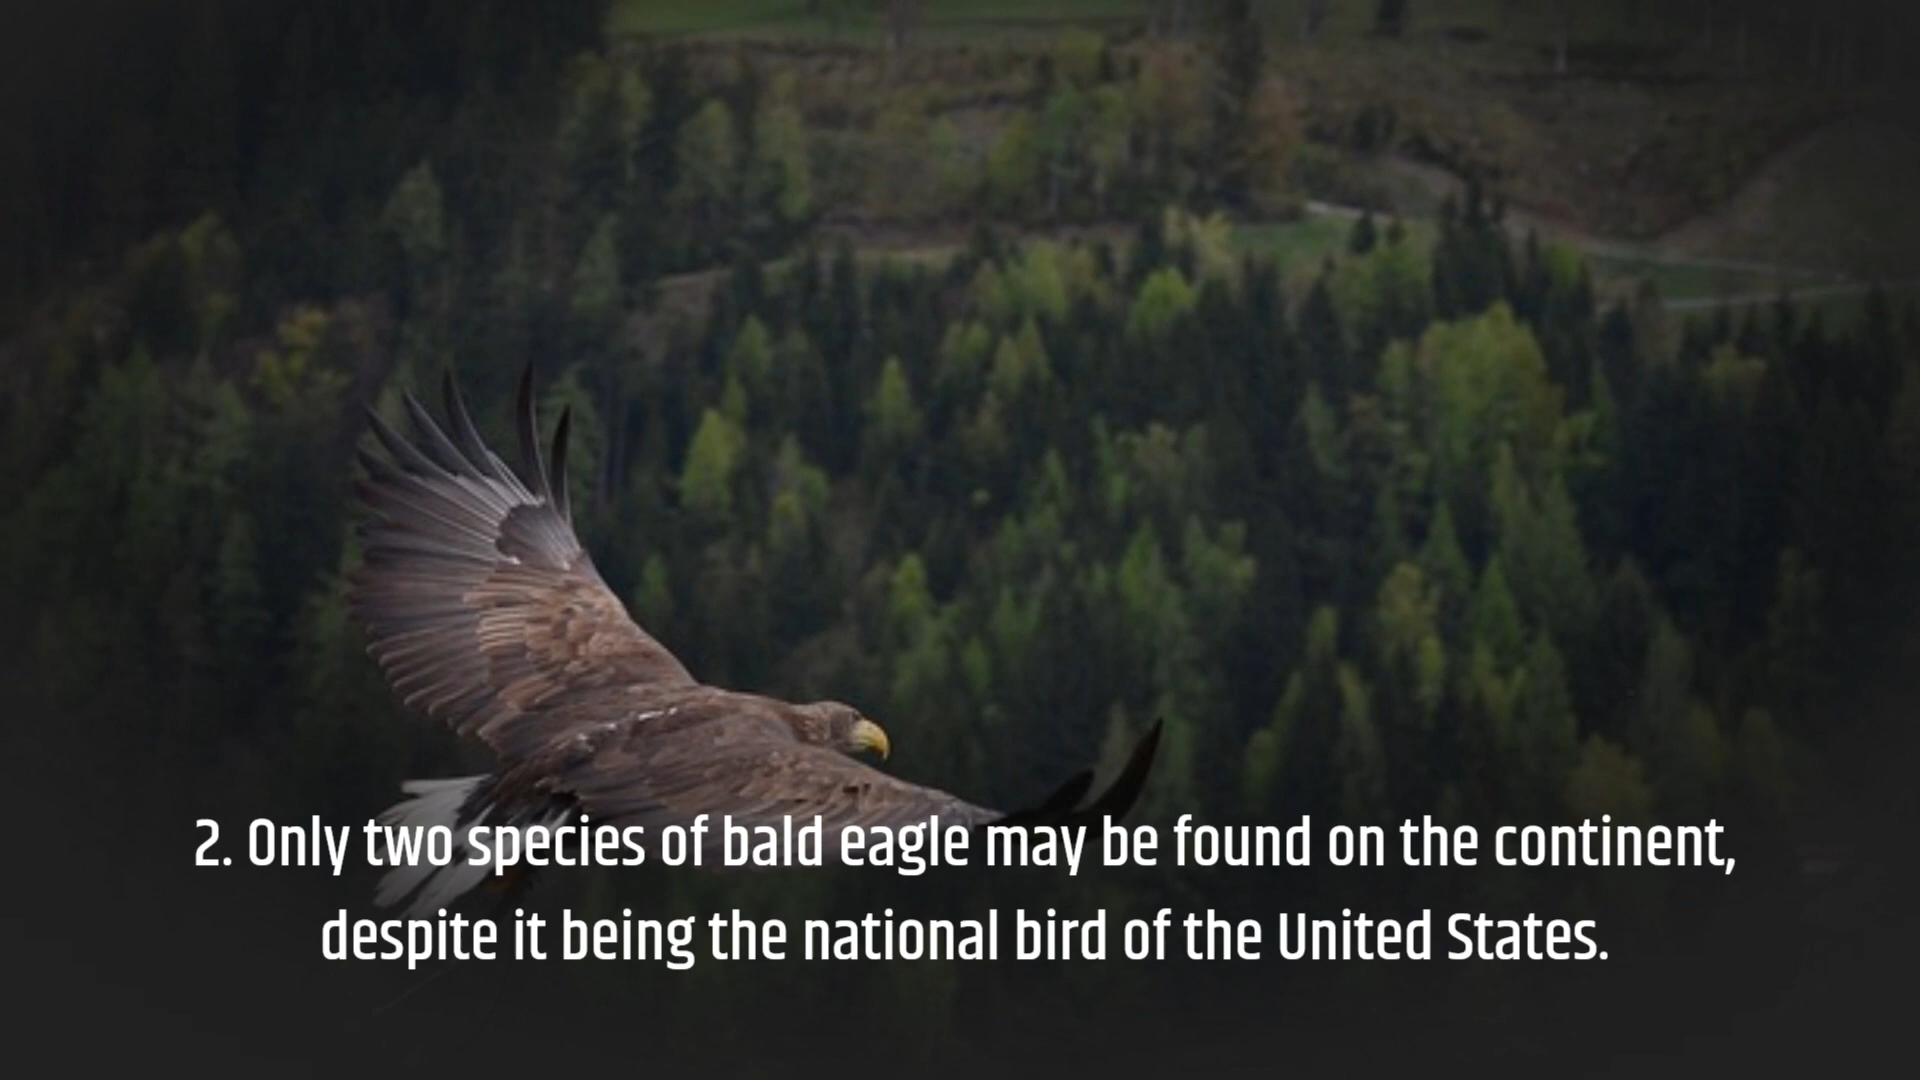 2. Only two species of bald eagle may be found on the continent,
despite it being the national bird of the United States.